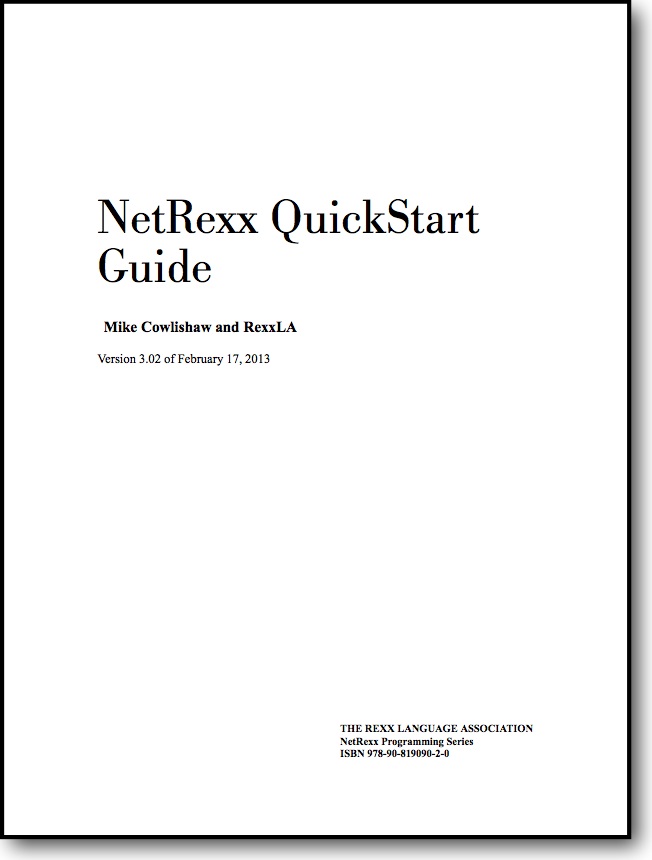 NetRexx QuickStart
Guide
Mike Cowlishaw and RexxLA
Version 3.02 of February 17, 2013
THE REXX LANGUAGE ASSOCIATION
NetRexx Programming Series
ISBN 978-90-819090-2-0